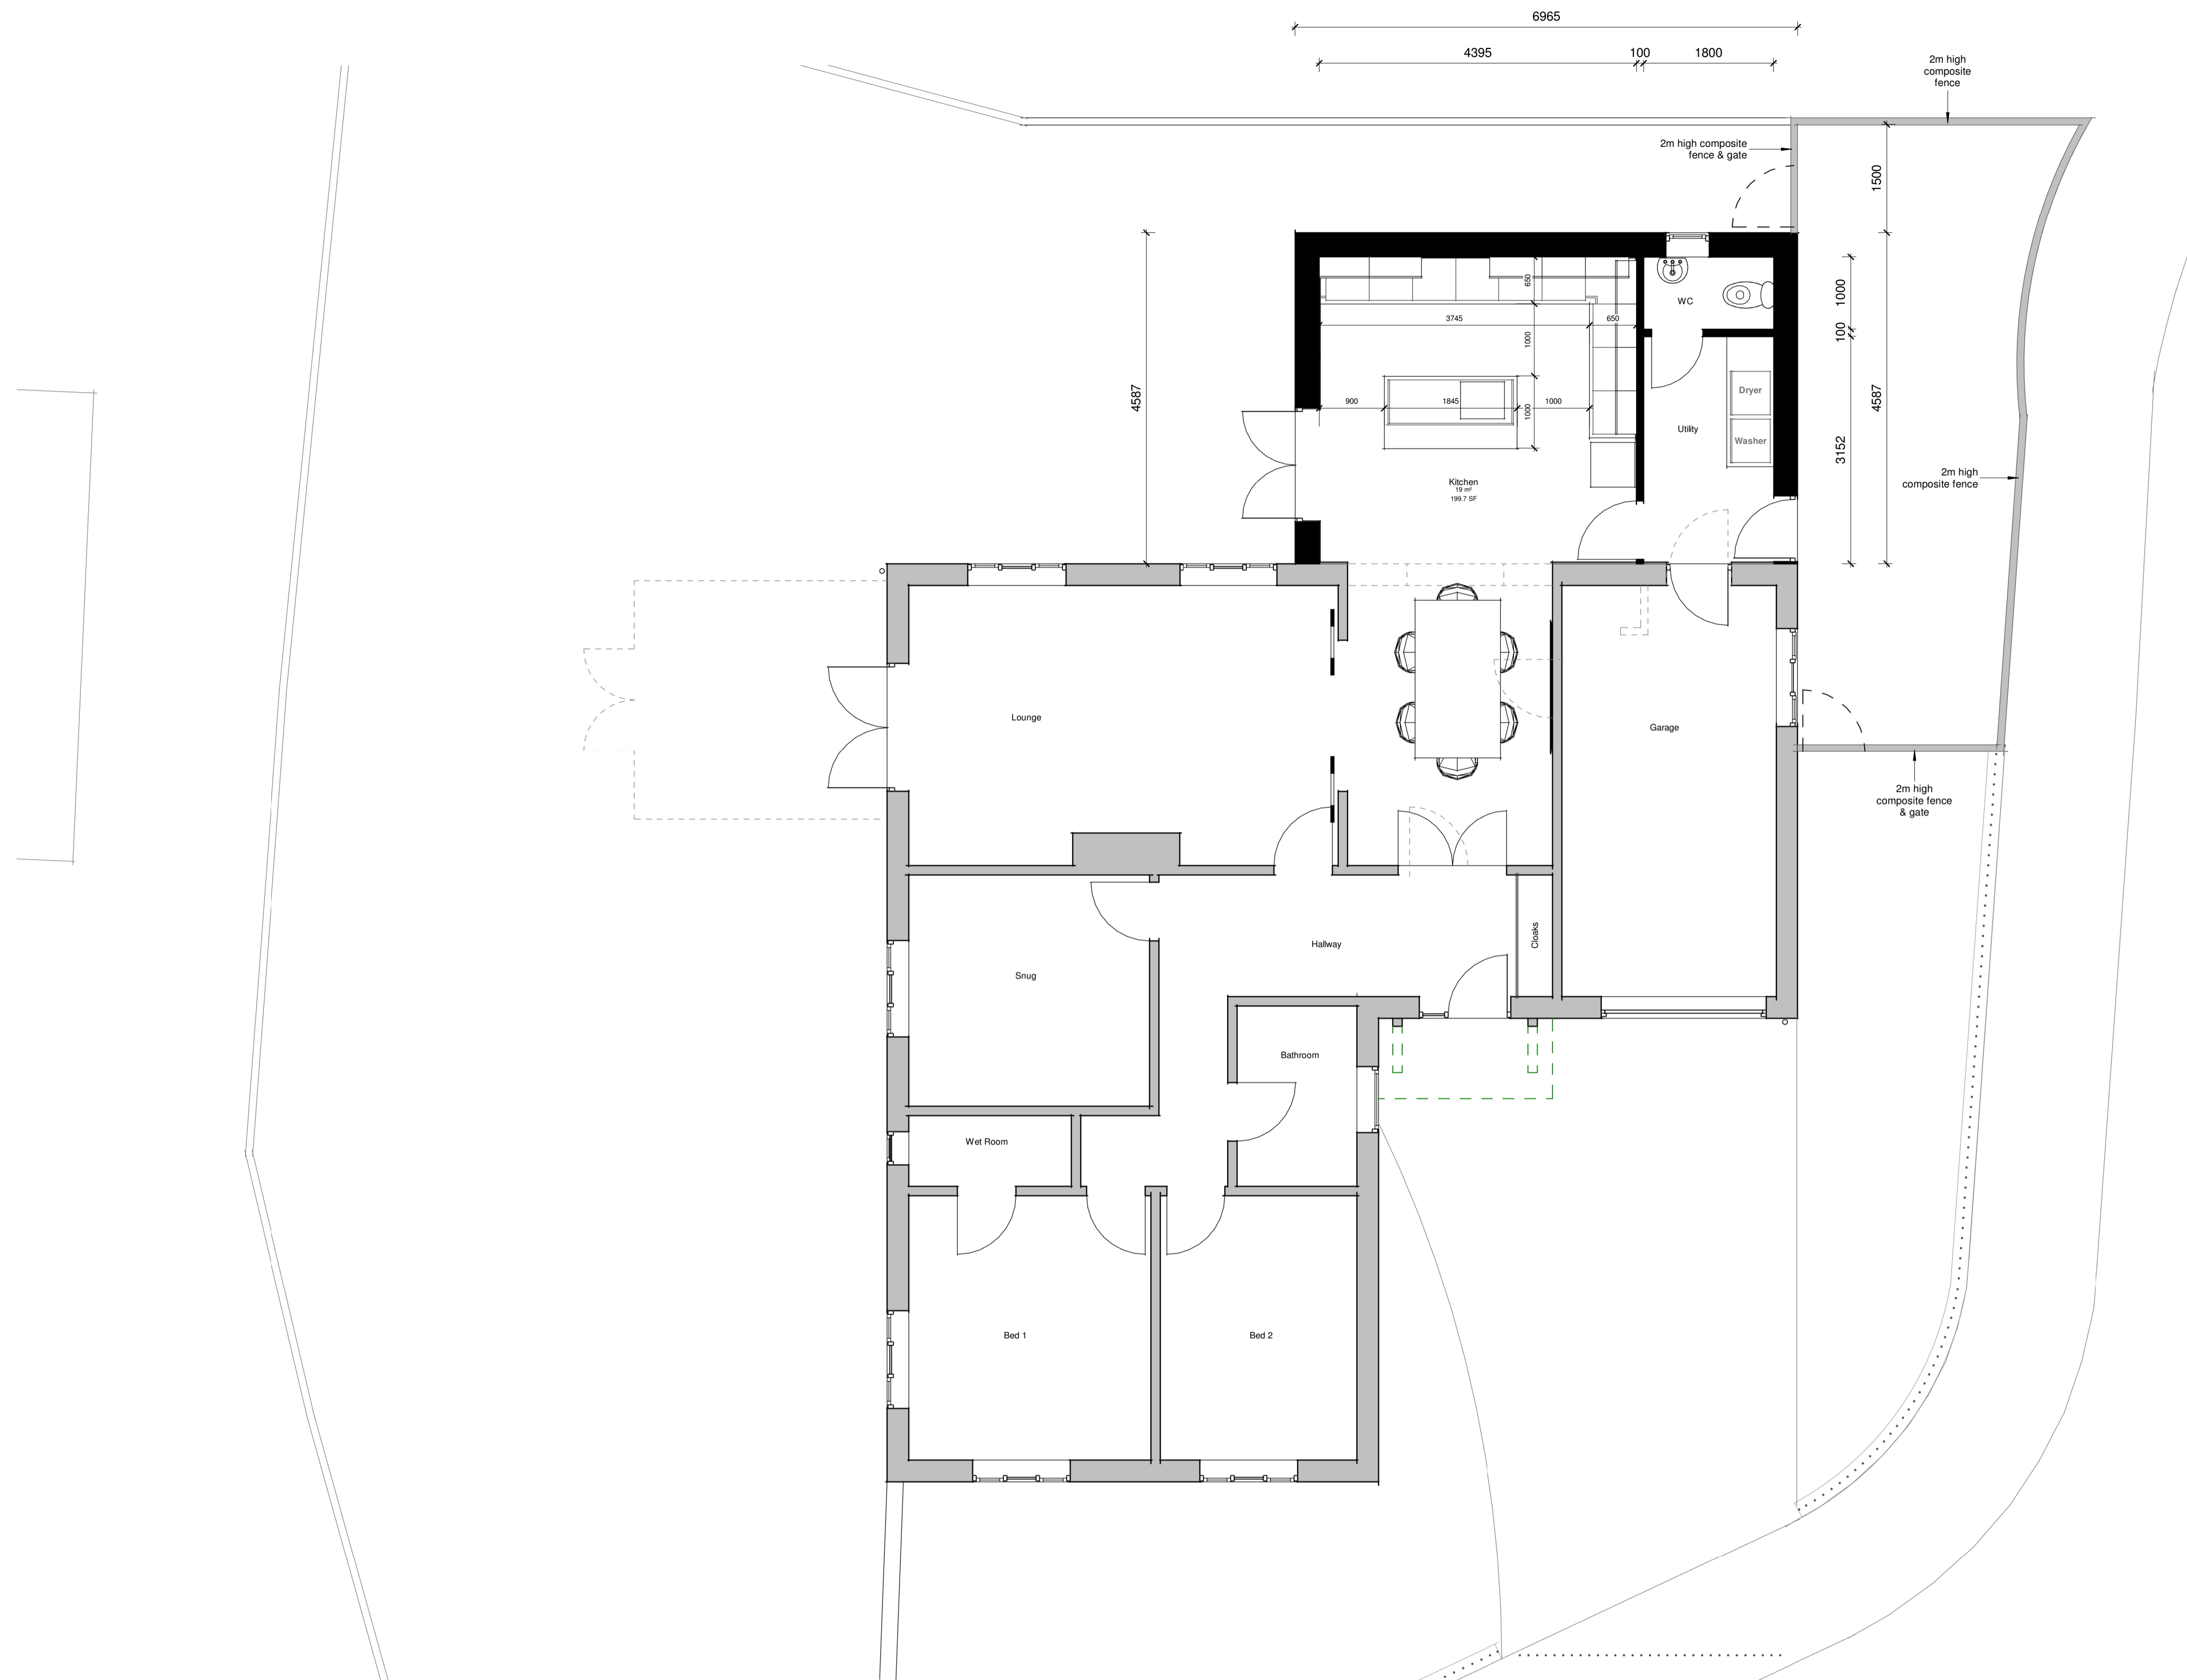 6965
4395
100
1800
2m high
composite
fence
2m high composite
fence & gate
1500
650
WC
1000
100
3745
650
1000
4587
4587
Dryer
900
1845
1000
1000
Utility
Washer
3152
2m high
composite fence
Kitchen
19 m²
199.7 SF
Lounge
Garage
2m high
composite fence
& gate
Hallway
Cloaks
Snug
Bathroom
Wet Room
Bed 1
Bed 2